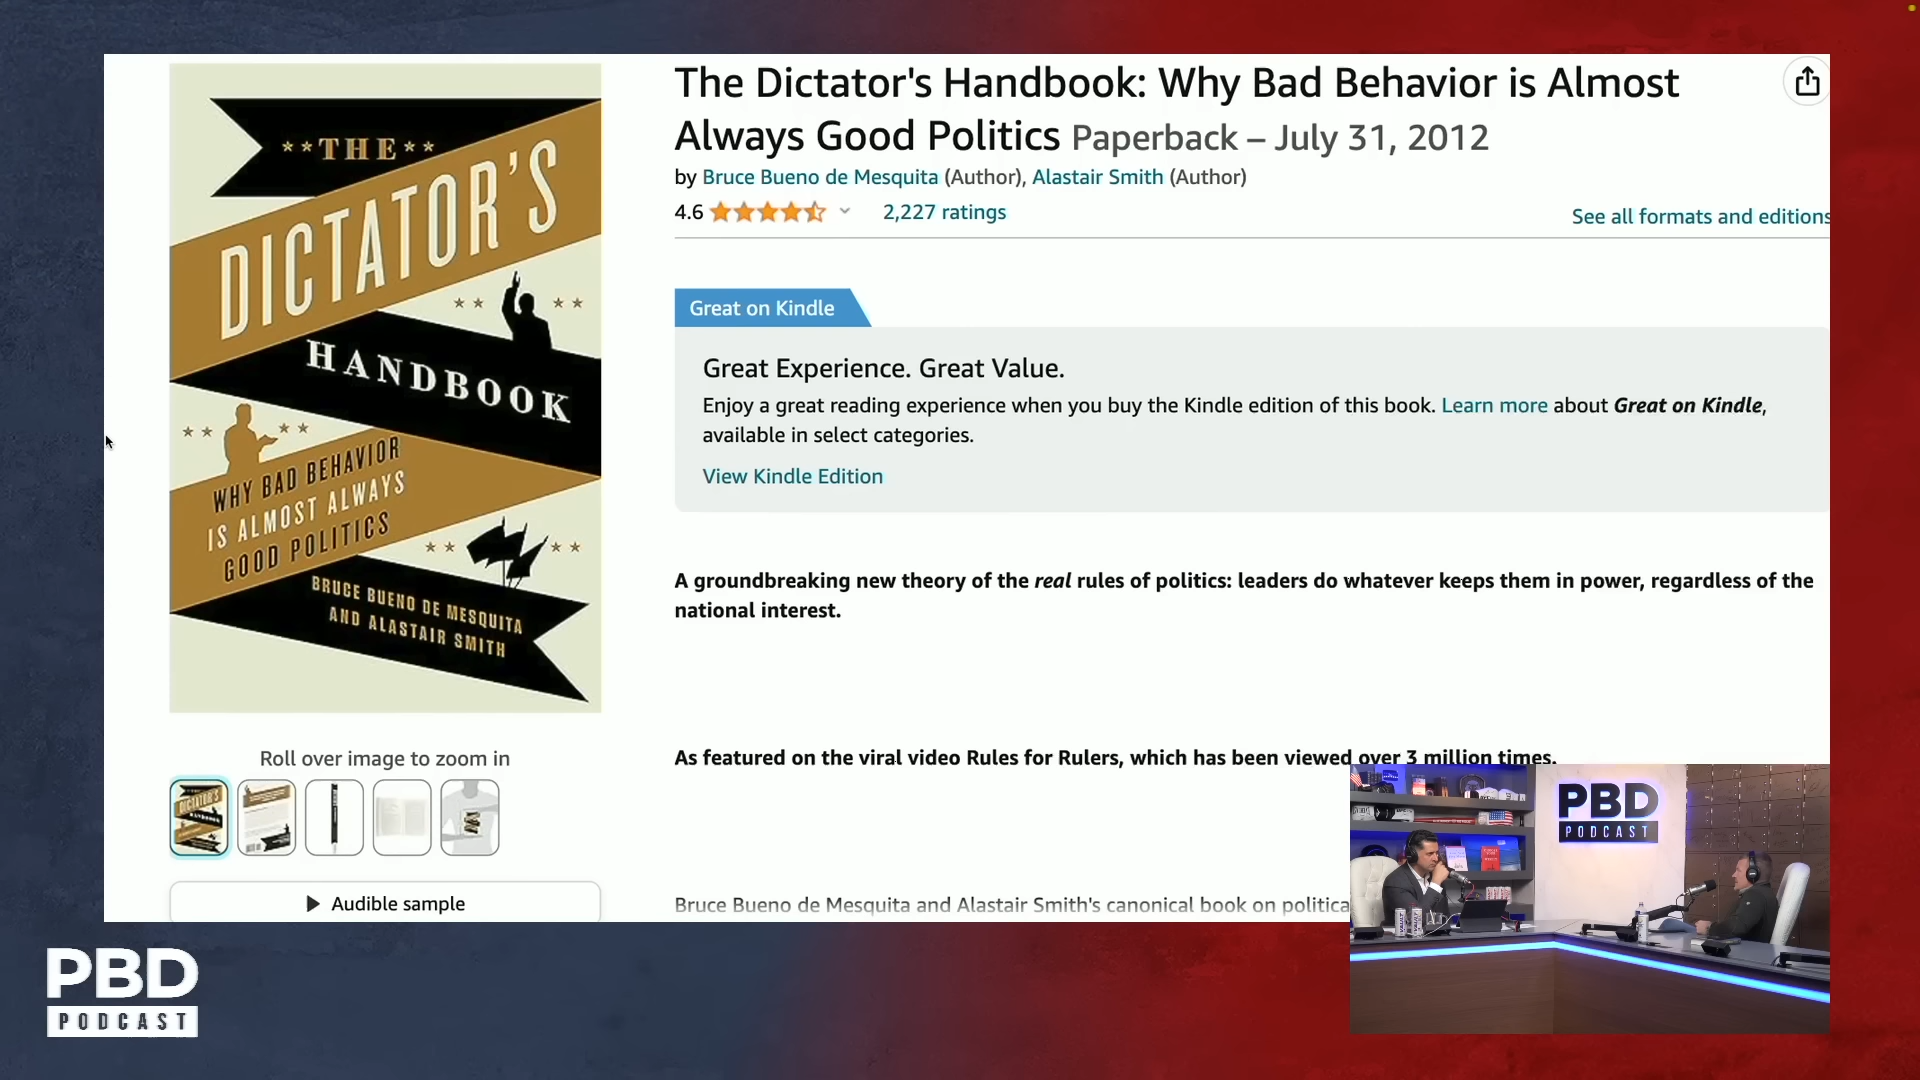 **THE**
DICTATOR'S
HANDBOOK
WHY BAD BEHAVIOR
IS ALMOST ALWAYS
GOOD POLITICS
BRUCE BUENO DE MESQUITA
AND ALASTAIR SMITH
Roll over image to zoom in
Audible sample
The Dictator's Handbook: Why Bad Behavior is Almost
Always Good Politics Paperback – July 31, 2012
by Bruce Bueno de Mesquita (Author), Alastair Smith (Author)
4.6 2,227 ratings
See all formats and editions
Great on Kindle
Great Experience. Great Value.
Enjoy a great reading experience when you buy the Kindle edition of this book. Learn more about Great on Kindle,
available in select categories.
View Kindle Edition
A groundbreaking new theory of the real rules of politics: leaders do whatever keeps them in power, regardless of the
national interest.
As featured on the viral video Rules for Rulers, which has been viewed over 3 million times.
Bruce Bueno de Mesquita and Alastair Smith's canonical book on politica
PBD
PODCAST
PBD
PODCAST